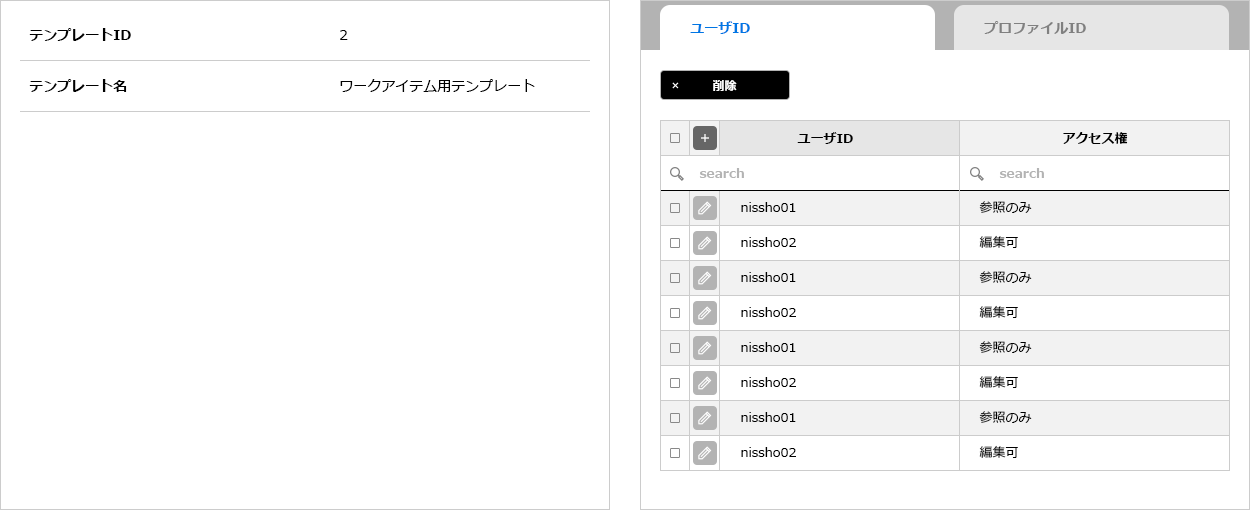 テンプレートID 2
テンプレート名 ワークアイテム用テンプレート
ユーザID プロファイルID
× 削除
+ ユーザID アクセス権
search search
nissho01 参照のみ
nissho02 編集可
nissho01 参照のみ
nissho02 編集可
nissho01 参照のみ
nissho02 編集可
nissho01 参照のみ
nissho02 編集可